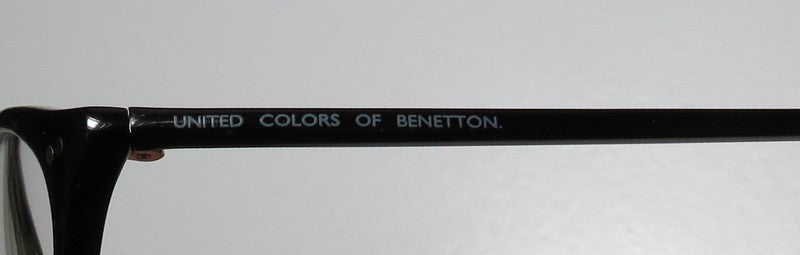 UNITED COLORS OF BENETTON.